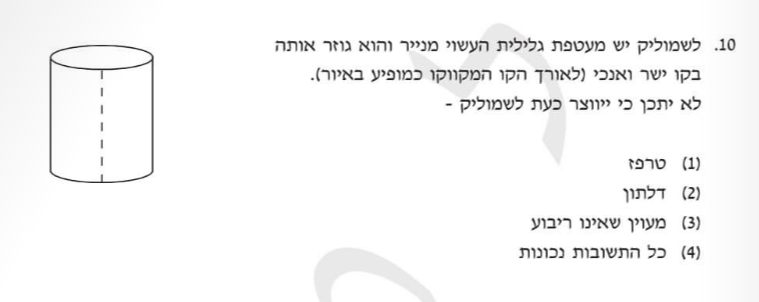 10. לשמוליק יש מעטפת גלילית העשוי מנייר והוא גוזר אותה
בקו ישר ואנכי (לאורך הקו המקווקו כמופיע באיור).
לא יתכן כי ייווצר כעת לשמוליק -
(1) טרפז
(2) דלתון
(3) מעוין שאינו ריבוע
(4) כל התשובות נכונות